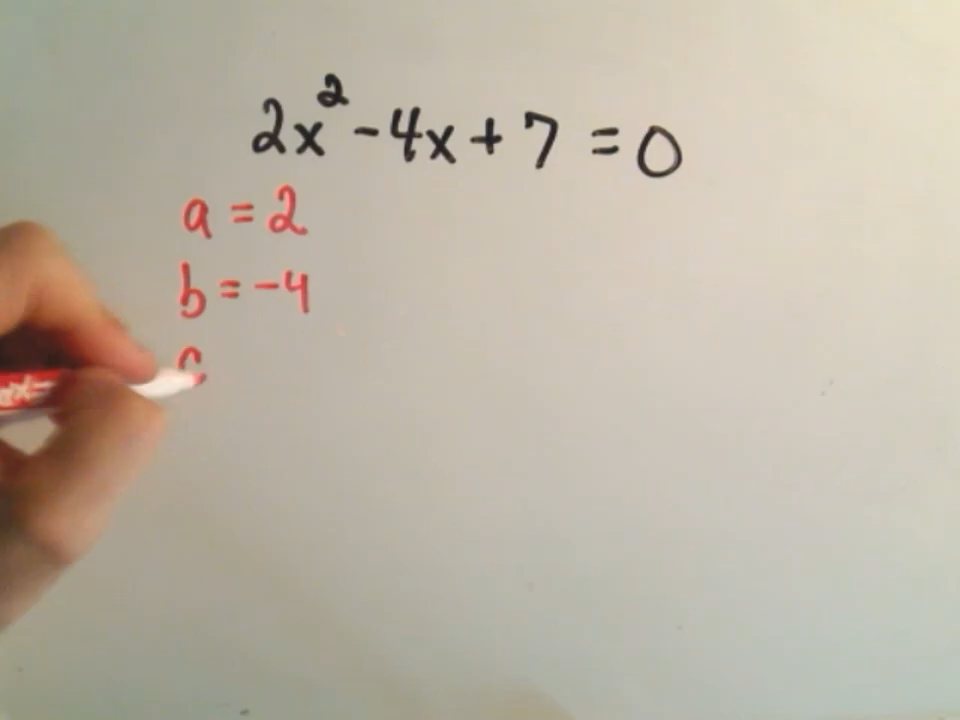 2x² - 4x + 7 = 0
a = 2
b = -4
c